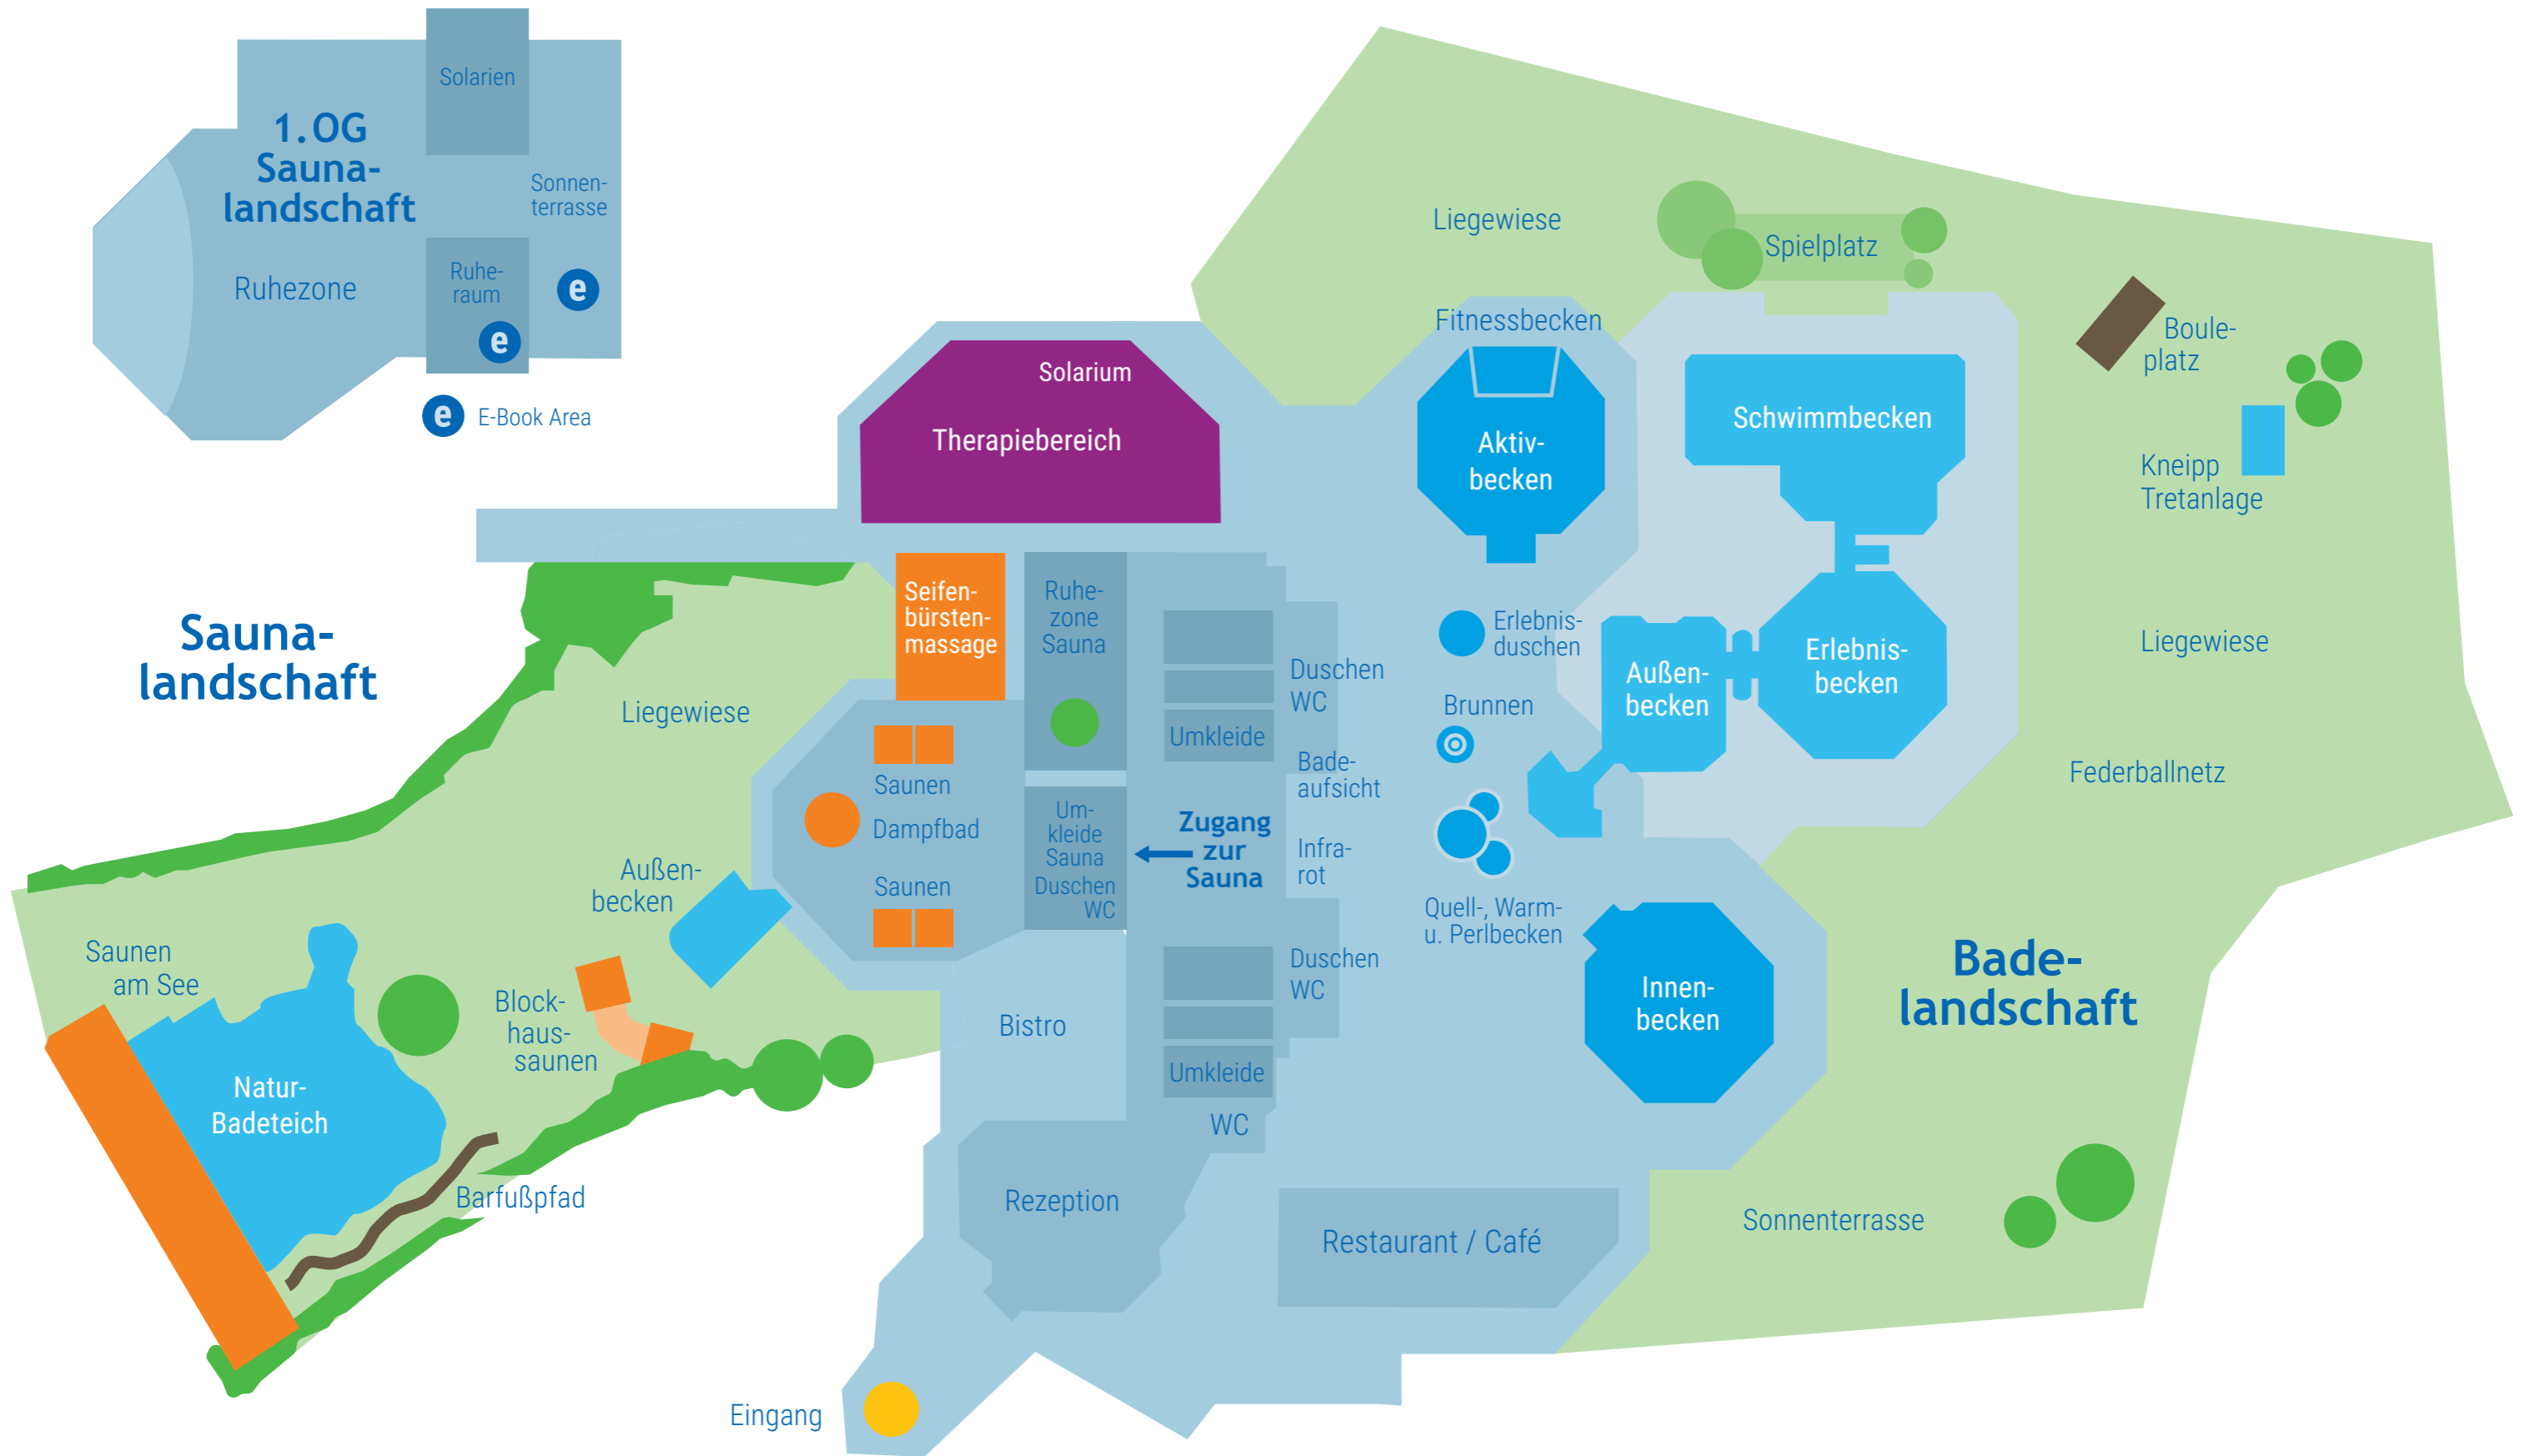 Solarien
1. OG
Sauna-
landschaft
Sonnen-
terrasse
Ruhezone
Ruhe-
raum
e
e
e
E-Book Area
Liegewiese
Spielplatz
Fitnessbecken
Boule-
platz
Solarium
Therapiebereich
Aktiv-
becken
Schwimmbecken
Kneipp
Tretanlage
Sauna-
landschaft
Seifen-
bürsten-
massage
Ruhe-
zone
Sauna
Erlebnis-
duschen
Liegewiese
Duschen
WC
Außen-
becken
Erlebnis-
becken
Liegewiese
Brunnen
Umkleide
Bade-
aufsicht
Federballnetz
Saunen
Dampfbad
Um-
kleide
Sauna
Duschen
WC
Zugang
zur
Sauna
Infra-
rot
Außen-
becken
Saunen
Quell-, Warm-
u. Perlbecken
Saunen
am See
Block-
haus-
saunen
Bistro
Duschen
WC
Innen-
becken
Bade-
landschaft
Natur-
Badeteich
Umkleide
WC
Barfußpfad
Rezeption
Restaurant / Café
Sonnenterrasse
Eingang